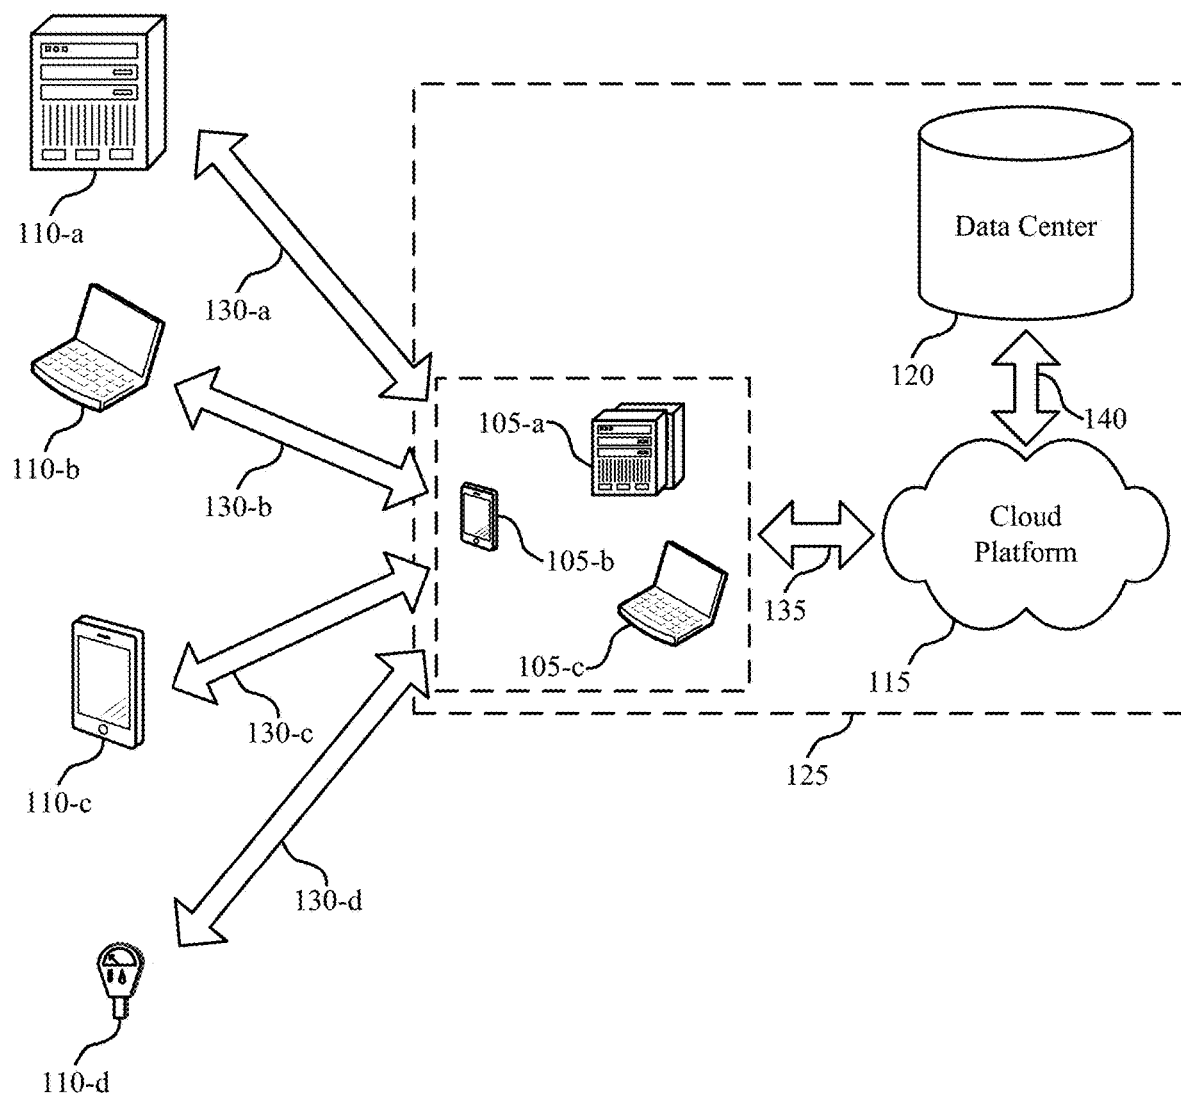 110-a
Data Center
130-a
120
140
105-a
110-b
130-b
Cloud
Platform
105-b
135
105-c
115
130-c
125
110-c
130-d
110-d